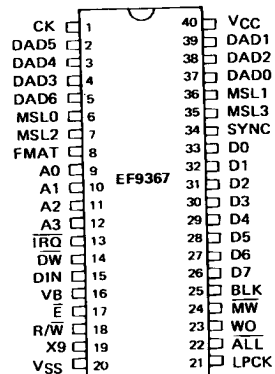 CK 1 40 VCC
DAD5 2 39 DAD1
DAD4 3 38 DAD2
DAD3 4 37 DAD0
DAD6 5 36 MSL1
MSL0 6 35 MSL3
MSL2 7 34 SYNC
FMAT 8 33 D0
A0 9 32 D1
A1 10 EF9367 31 D2
A2 11 30 D3
A3 12 29 D4
IRQ 13 28 D5
DW 14 27 D6
DIN 15 26 D7
VB 16 25 BLK
E 17 24 MW
R/W 18 23 WO
X9 19 22 ALL
VSS 20 21 LPCK